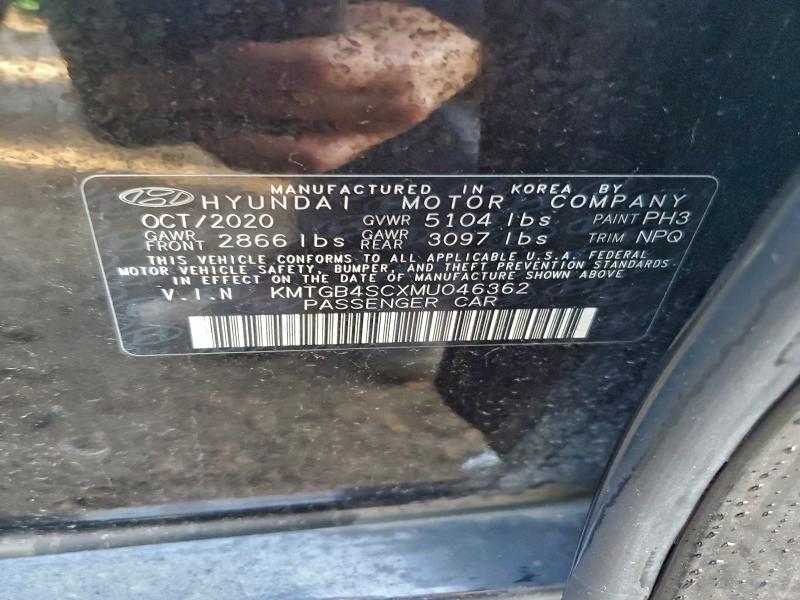 MANUFACTURED IN KOREA BY
HYUNDAI MOTOR COMPANY
OCT/2020 GVWR 5104 lbs PAINT PH3
GAWR FRONT 2866 lbs GAWR REAR 3097 lbs TRIM NPQ
THIS VEHICLE CONFORMS TO ALL APPLICABLE U.S.A. FEDERAL
MOTOR VEHICLE SAFETY, BUMPER, AND THEFT PREVENTION STANDARDS
IN EFFECT ON THE DATE OF MANUFACTURE SHOWN ABOVE
V.I.N KMTGB4SCXMU046362
PASSENGER CAR